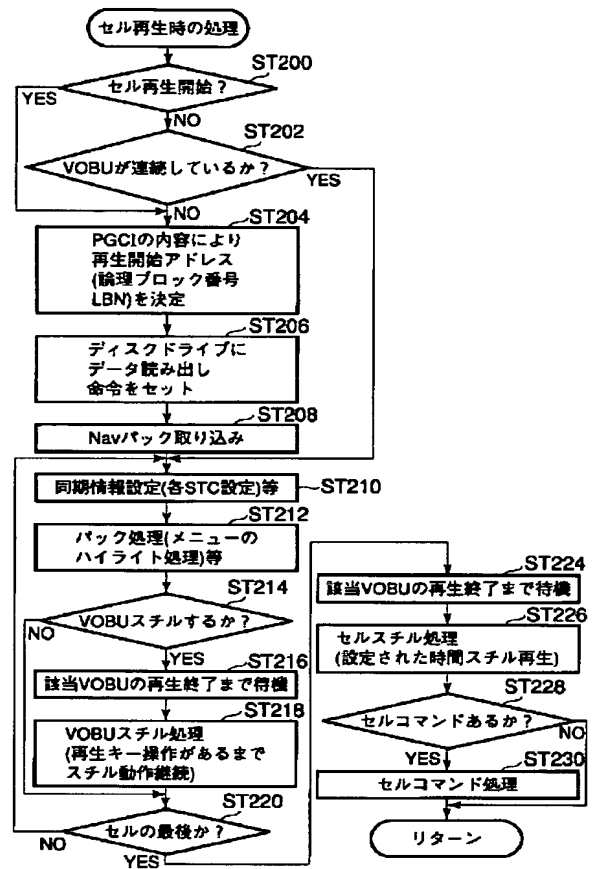 セル再生時の処理
ST200
セル再生開始？
YES
NO
ST202
VOBUが連続しているか？
YES
NO
ST204
PGCIの内容により
再生開始アドレス
(論理ブロック番号
LBN)を決定
ST206
ディスクドライブに
データ読み出し
命令をセット
ST208
Navパック取り込み
同期情報設定(各STC設定)等
ST210
ST212
パック処理(メニューの
ハイライト処理)等
ST214
VOBUスチルするか？
NO
YES
ST216
該当VOBUの再生終了まで待機
ST218
VOBUスチル処理
(再生キー操作があるまで
スチル動作継続)
ST220
セルの最後か？
NO
YES
ST224
該当VOBUの再生終了まで待機
ST226
セルスチル処理
(設定された時間スチル再生)
ST228
セルコマンドあるか？
NO
YES
ST230
セルコマンド処理
リターン